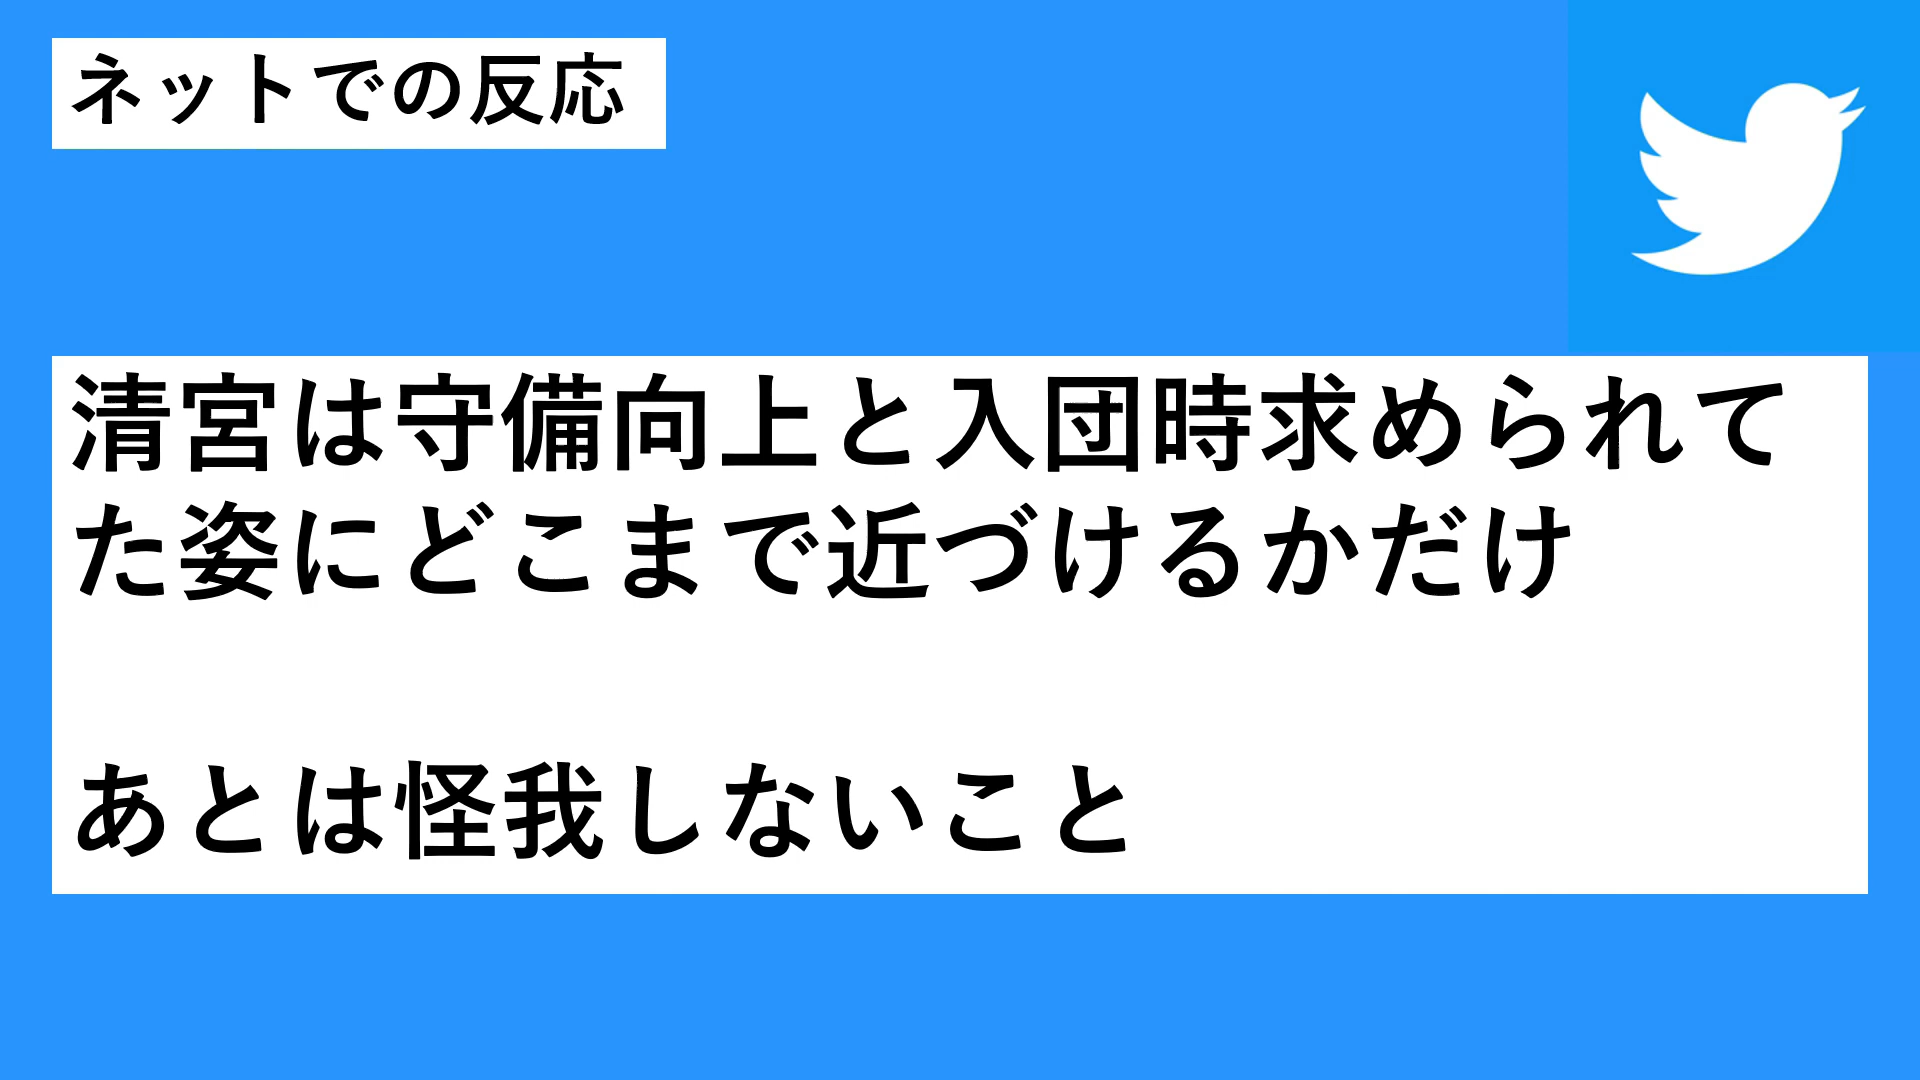 ネットでの反応
清宮は守備向上と入団時求められて
た姿にどこまで近づけるかだけ
あとは怪我しないこと